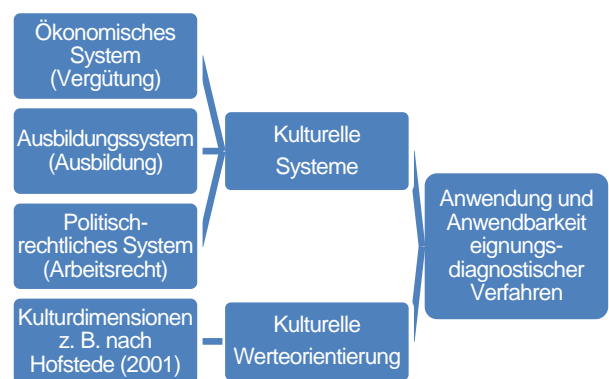 Ökonomisches
System
(Vergütung)
Ausbildungssystem
(Ausbildung)
Politisch-
rechtliches System
(Arbeitsrecht)
Kulturdimensionen
z. B. nach
Hofstede (2001)
Kulturelle
Systeme
Kulturelle
Werteorientierung
Anwendung und
Anwendbarkeit
eignungs-
diagnostischer
Verfahren